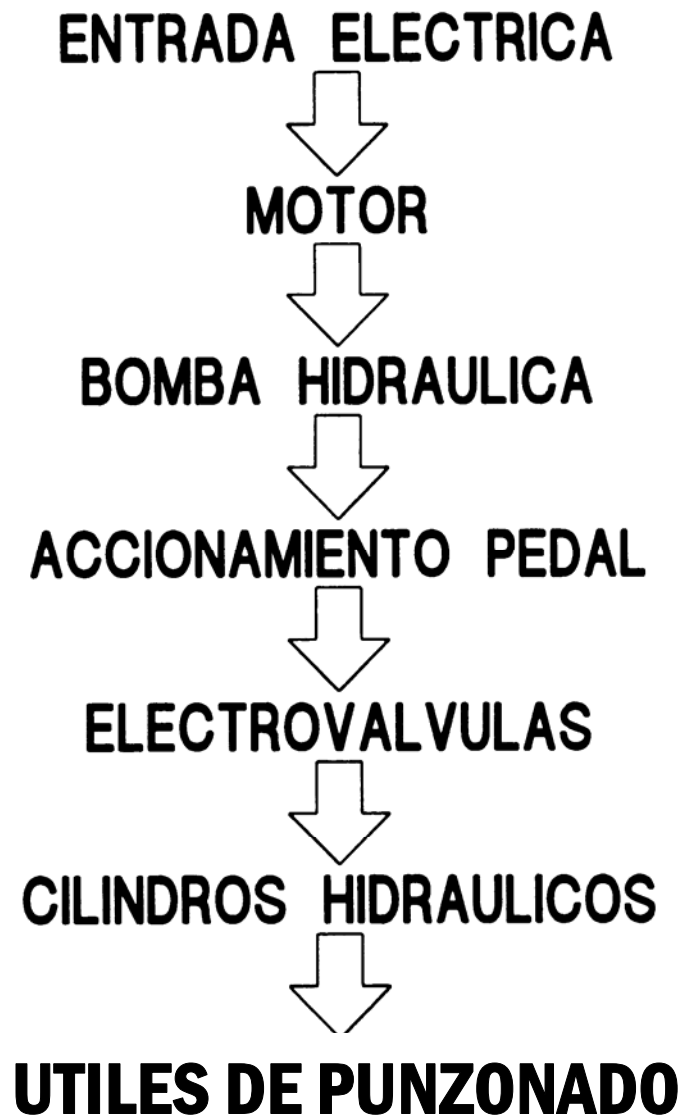 ENTRADA ELECTRICA
MOTOR
BOMBA HIDRAULICA
ACCIONAMIENTO PEDAL
ELECTROVALVULAS
CILINDROS HIDRAULICOS
UTILES DE PUNZONADO